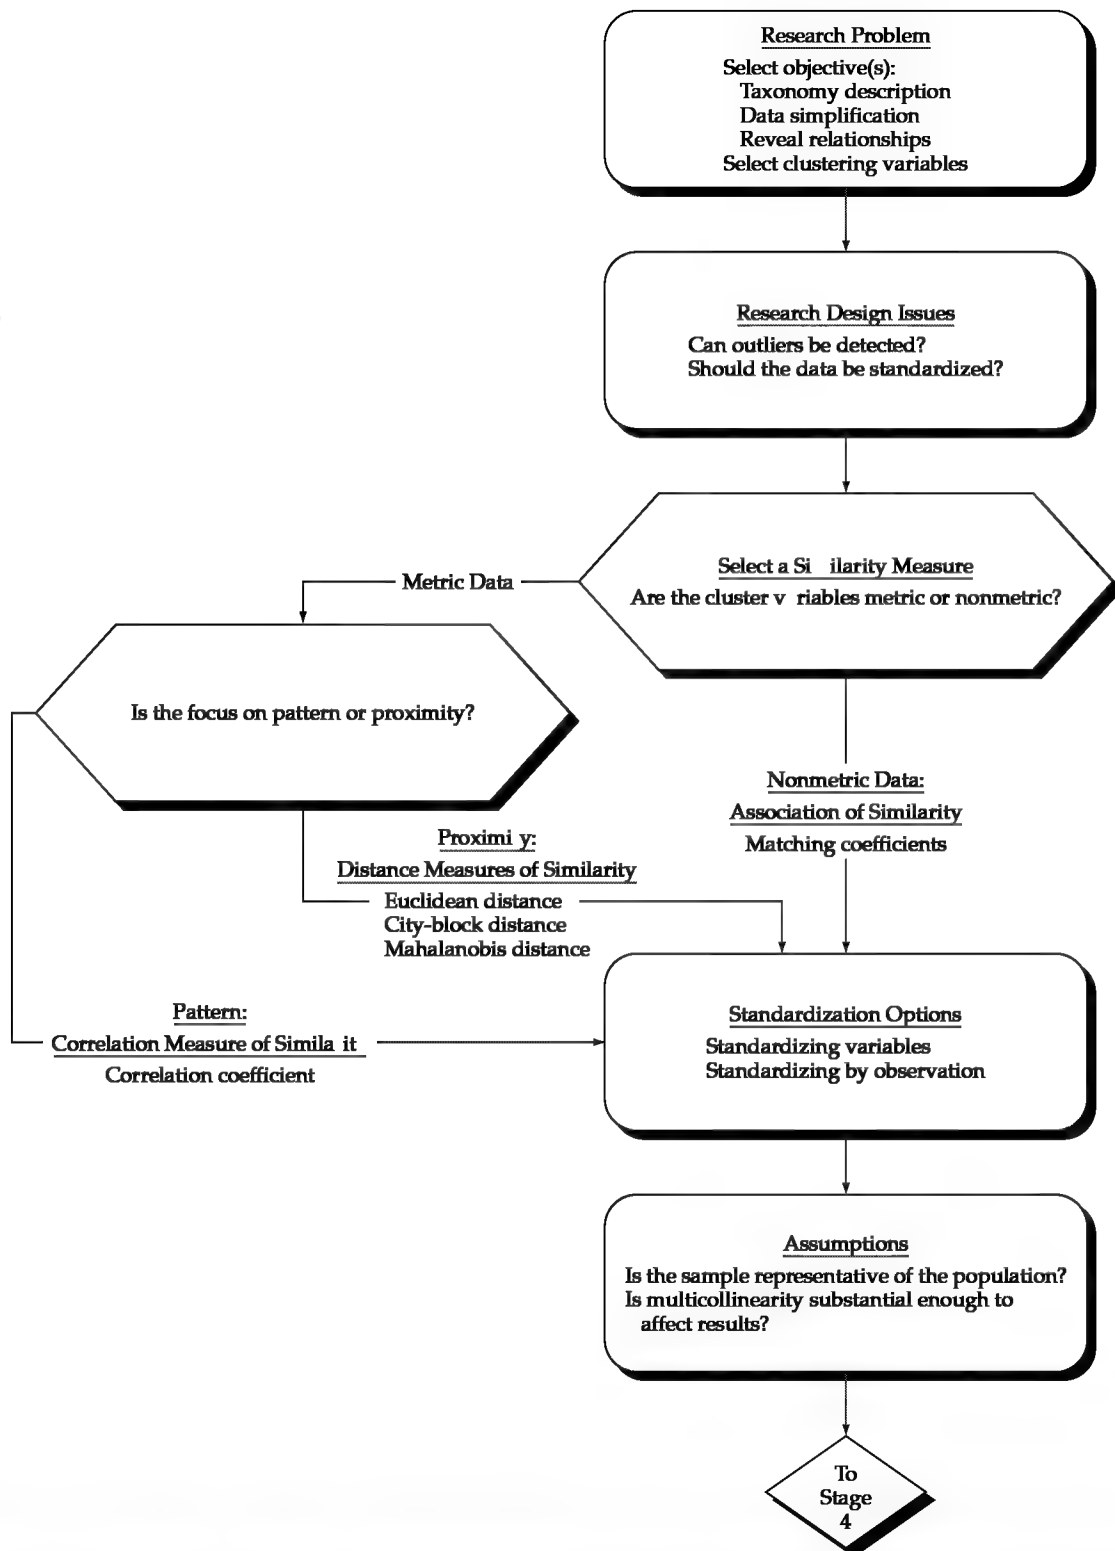 Research Problem
Select objective(s):
Taxonomy description
Data simplification
Reveal relationships
Select clustering variables
Research Design Issues
Can outliers be detected?
Should the data be standardized?
Select a Si ilarity Measure
Are the cluster v riables metric or nonmetric?
Metric Data
Is the focus on pattern or proximity?
Nonmetric Data:
Association of Similarity
Matching coefficients
Proximi y:
Distance Measures of Similarity
Euclidean distance
City-block distance
Mahalanobis distance
Pattern:
Correlation Measure of Simila it
Correlation coefficient
Standardization Options
Standardizing variables
Standardizing by observation
Assumptions
Is the sample representative of the population?
Is multicollinearity substantial enough to
affect results?
To
Stage
4